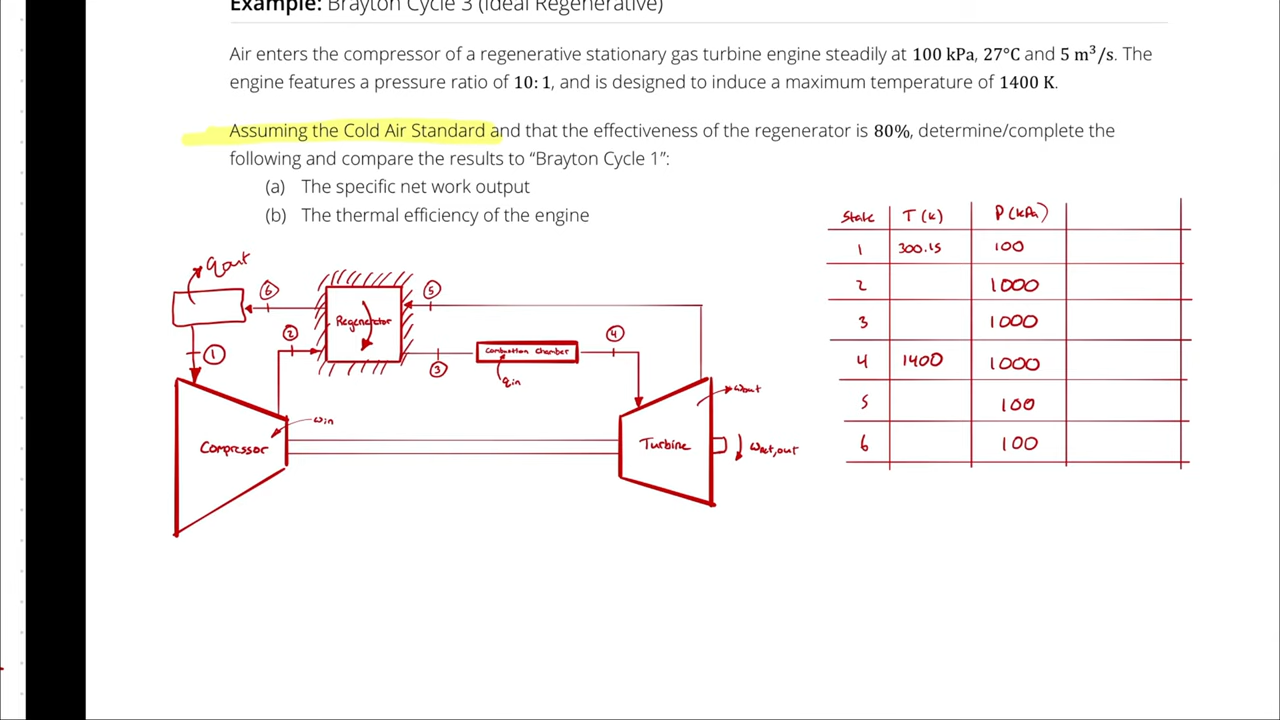 Example: Brayton Cycle 3 (Ideal Regenerative)
Air enters the compressor of a regenerative stationary gas turbine engine steadily at 100 kPa, 27°C and 5 m³/s. The
engine features a pressure ratio of 10:1, and is designed to induce a maximum temperature of 1400 K.
Assuming the Cold Air Standard and that the effectiveness of the regenerator is 80%, determine/complete the
following and compare the results to “Brayton Cycle 1”:
(a) The specific net work output
(b) The thermal efficiency of the engine
State T (K) P (kPa)
1 300.15 100
2 1000
3 1000
4 1400 1000
5 100
6 100
qout
6
5
Regenerator
2
4
1
Combustion Chamber
3
qin
wout
win
Compressor
Turbine
wnet,out